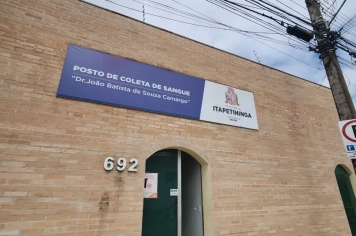 POSTO DE COLETA DE SANGUE
"Dr. João Batista de Souza Camargo"
ITAPETININGA
692